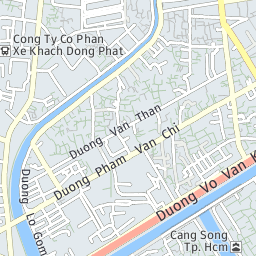 Cong Ty Co Phan
Xe Khach Dong Phat
Duong Van Than
Duong Pham Van Chi
Duong Lo Gom
Duong Vo Van K
Cang Song
Tp. Hcm